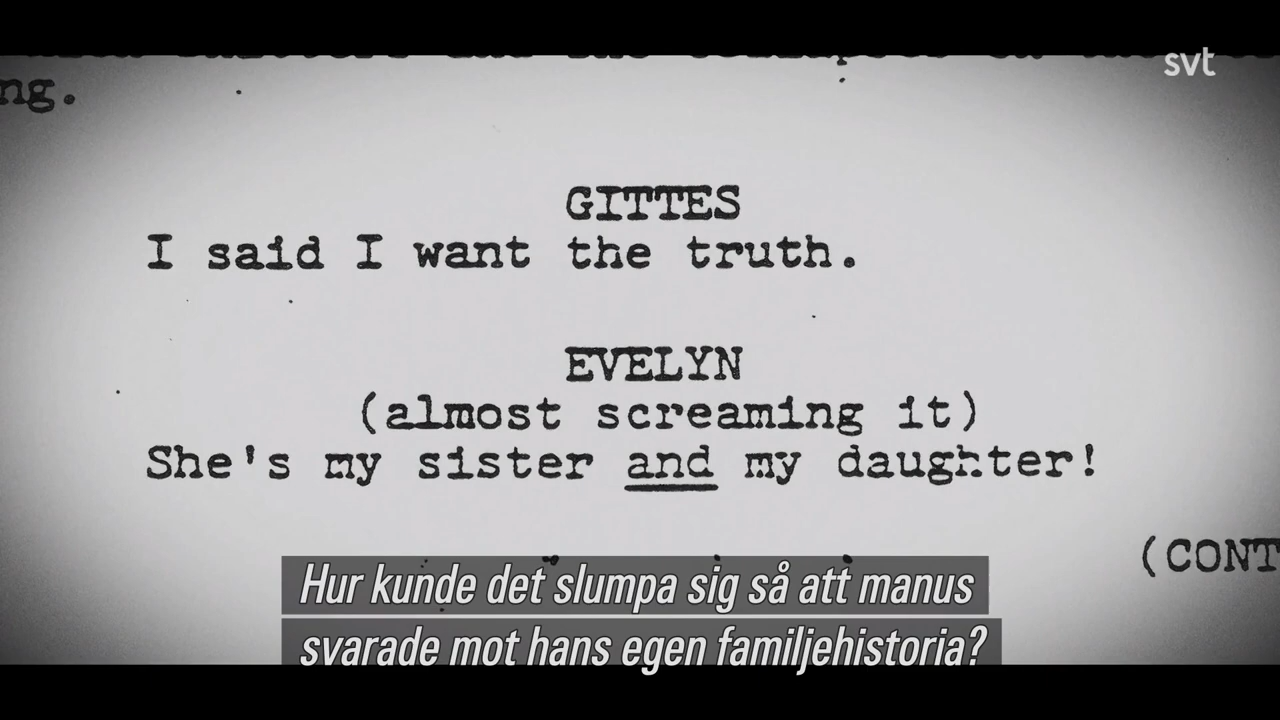 svt
ng.
GITTES
I said I want the truth.
EVELYN
(almost screaming it)
She's my sister and my daughter!
(CONT
Hur kunde det slumpa sig så att manus
svarade mot hans egen familjehistoria?